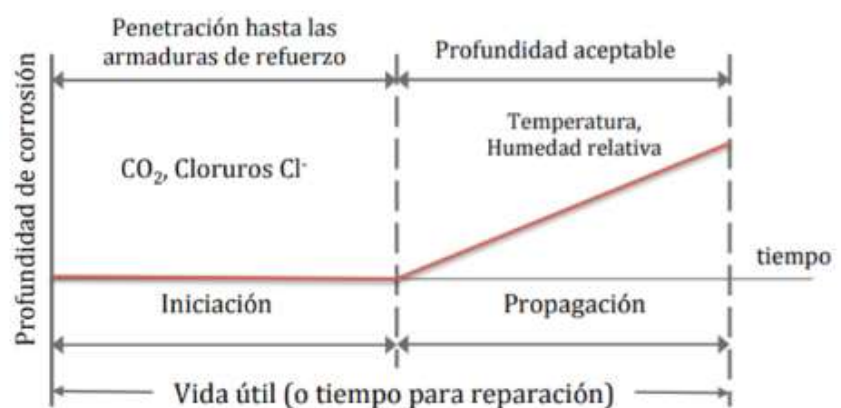 Penetración hasta las
armaduras de refuerzo
Profundidad aceptable
Profundidad de corrosión
Temperatura,
Humedad relativa
CO₂, Cloruros Cl⁻
tiempo
Iniciación
Propagación
Vida útil (o tiempo para reparación)